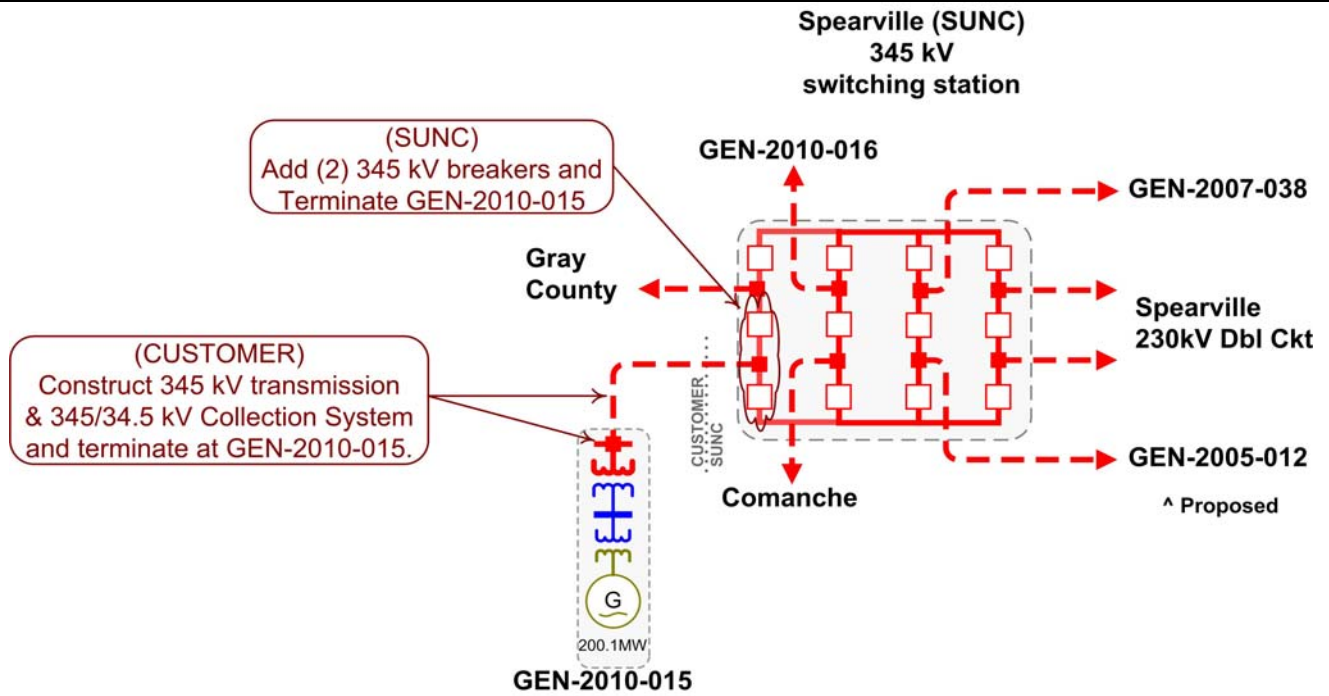 Spearville (SUNC)
345 kV
switching station
(SUNC)
Add (2) 345 kV breakers and
Terminate GEN-2010-015
GEN-2010-016
GEN-2007-038
Gray
County
Spearville
230kV Dbl Ckt
(CUSTOMER)
Construct 345 kV transmission
& 345/34.5 kV Collection System
and terminate at GEN-2010-015.
CUSTOMER
SUNC
GEN-2005-012
Comanche
^ Proposed
G
200.1MW
GEN-2010-015